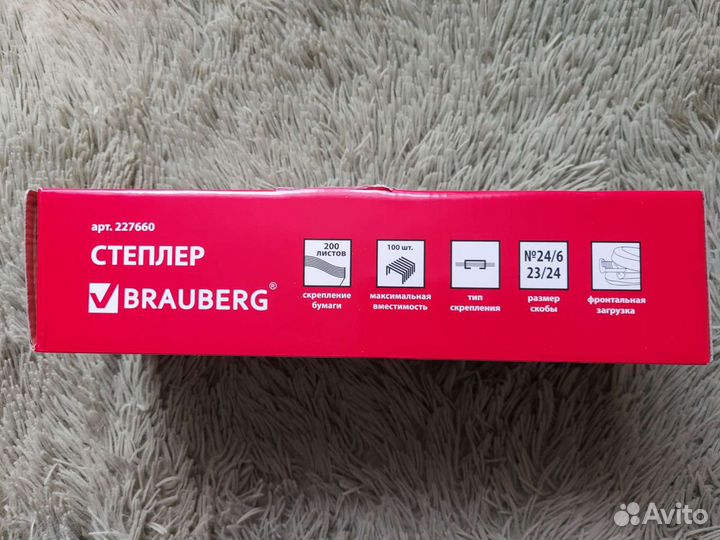 арт. 227660
СТЕПЛЕР
BRAUBERG®
200
ЛИСТОВ
скрепление
бумаги
100 шт.
максимальная
вместимость
тип
скрепления
№24/6
23/24
размер
скобы
фронтальная
загрузка
Avito